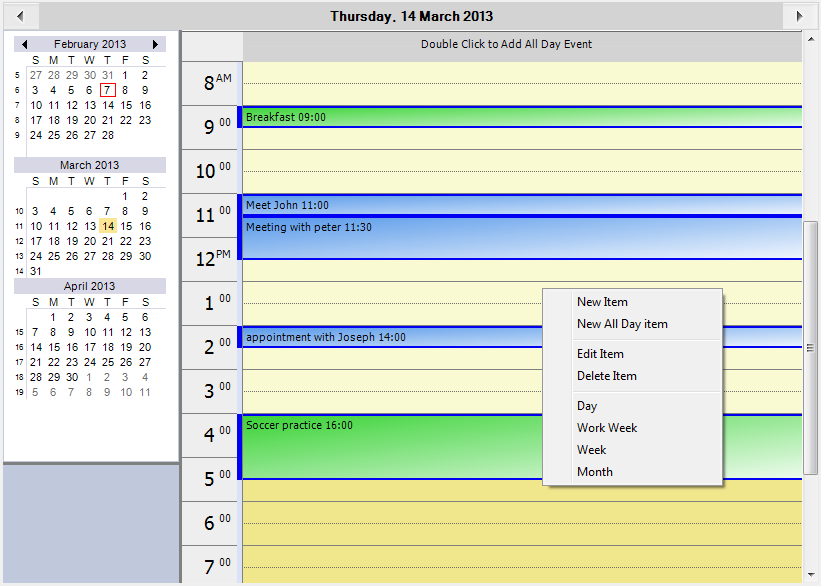 Thursday, 14 March 2013
February 2013
S M T W T F S
5 27 28 29 30 31 1 2
6 3 4 5 6 7 8 9
7 10 11 12 13 14 15 16
8 17 18 19 20 21 22 23
9 24 25 26 27 28
March 2013
S M T W T F S
1 2
10 3 4 5 6 7 8 9
11 10 11 12 13 14 15 16
12 17 18 19 20 21 22 23
13 24 25 26 27 28 29 30
14 31
April 2013
S M T W T F S
1 2 3 4 5 6
15 7 8 9 10 11 12 13
16 14 15 16 17 18 19 20
17 21 22 23 24 25 26 27
18 28 29 30 1 2 3 4
19 5 6 7 8 9 10 11
Double Click to Add All Day Event
8 AM
9 00
Breakfast 09:00
10 00
11 00
Meet John 11:00
Meeting with peter 11:30
12 PM
1 00
2 00
appointment with Joseph 14:00
3 00
4 00
Soccer practice 16:00
5 00
6 00
7 00
New Item
New All Day item
Edit Item
Delete Item
Day
Work Week
Week
Month